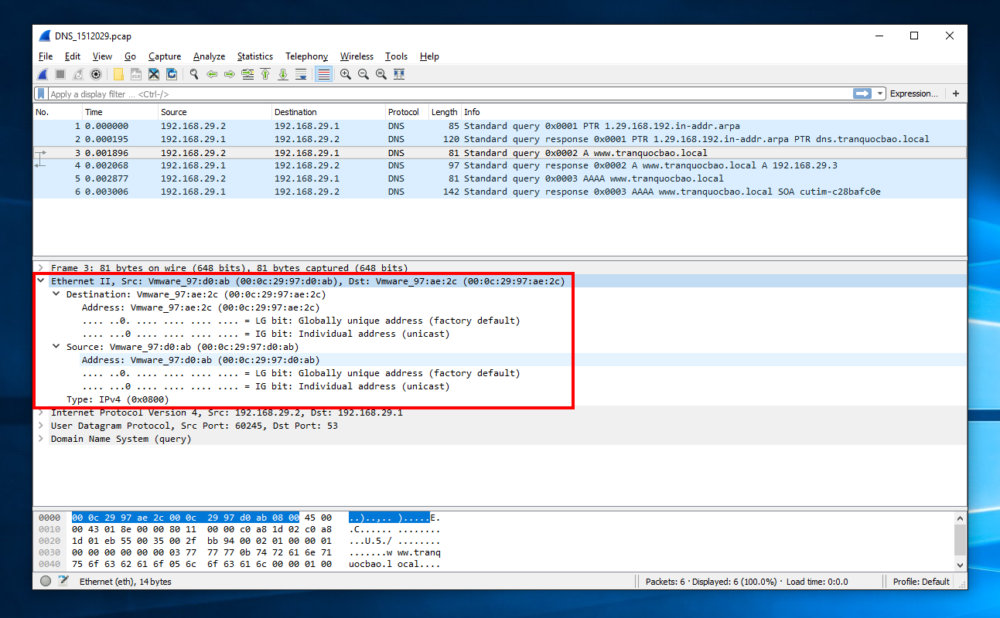 DNS_1512029.pcap
File Edit View Go Capture Analyze Statistics Telephony Wireless Tools Help
Apply a display filter ... <Ctrl-/> Expression... +
No. Time Source Destination Protocol Length Info
1 0.000000 192.168.29.2 192.168.29.1 DNS 85 Standard query 0x0001 PTR 1.29.168.192.in-addr.arpa
2 0.000195 192.168.29.1 192.168.29.2 DNS 120 Standard query response 0x0001 PTR 1.29.168.192.in-addr.arpa PTR dns.tranquocbao.local
3 0.001896 192.168.29.2 192.168.29.1 DNS 81 Standard query 0x0002 A www.tranquocbao.local
4 0.002068 192.168.29.1 192.168.29.2 DNS 97 Standard query response 0x0002 A www.tranquocbao.local A 192.168.29.3
5 0.002877 192.168.29.2 192.168.29.1 DNS 81 Standard query 0x0003 AAAA www.tranquocbao.local
6 0.003006 192.168.29.1 192.168.29.2 DNS 142 Standard query response 0x0003 AAAA www.tranquocbao.local SOA cutim-c28bafc0e
Frame 3: 81 bytes on wire (648 bits), 81 bytes captured (648 bits)
Ethernet II, Src: Vmware_97:d0:ab (00:0c:29:97:d0:ab), Dst: Vmware_97:ae:2c (00:0c:29:97:ae:2c)
Destination: Vmware_97:ae:2c (00:0c:29:97:ae:2c)
Address: Vmware_97:ae:2c (00:0c:29:97:ae:2c)
.... ..0. .... .... .... .... = LG bit: Globally unique address (factory default)
.... ...0 .... .... .... .... = IG bit: Individual address (unicast)
Source: Vmware_97:d0:ab (00:0c:29:97:d0:ab)
Address: Vmware_97:d0:ab (00:0c:29:97:d0:ab)
.... ..0. .... .... .... .... = LG bit: Globally unique address (factory default)
.... ...0 .... .... .... .... = IG bit: Individual address (unicast)
Type: IPv4 (0x0800)
Internet Protocol Version 4, Src: 192.168.29.2, Dst: 192.168.29.1
User Datagram Protocol, Src Port: 60245, Dst Port: 53
Domain Name System (query)
0000 00 0c 29 97 ae 2c 00 0c 29 97 d0 ab 08 00 45 00 ..)..,.. ).....E.
0010 00 43 01 8e 00 00 80 11 00 00 c0 a8 1d 02 c0 a8 .C...... ........
0020 1d 01 eb 55 00 35 00 2f bb 94 00 02 01 00 00 01 ...U.5./ ........
0030 00 00 00 00 00 00 03 77 77 77 0b 74 72 61 6e 71 .......w ww.tranq
0040 75 6f 63 62 61 6f 05 6c 6f 63 61 6c 00 00 01 00 uocbao.l ocal....
Ethernet (eth), 14 bytes Packets: 6 · Displayed: 6 (100.0%) · Load time: 0:0.0 Profile: Default